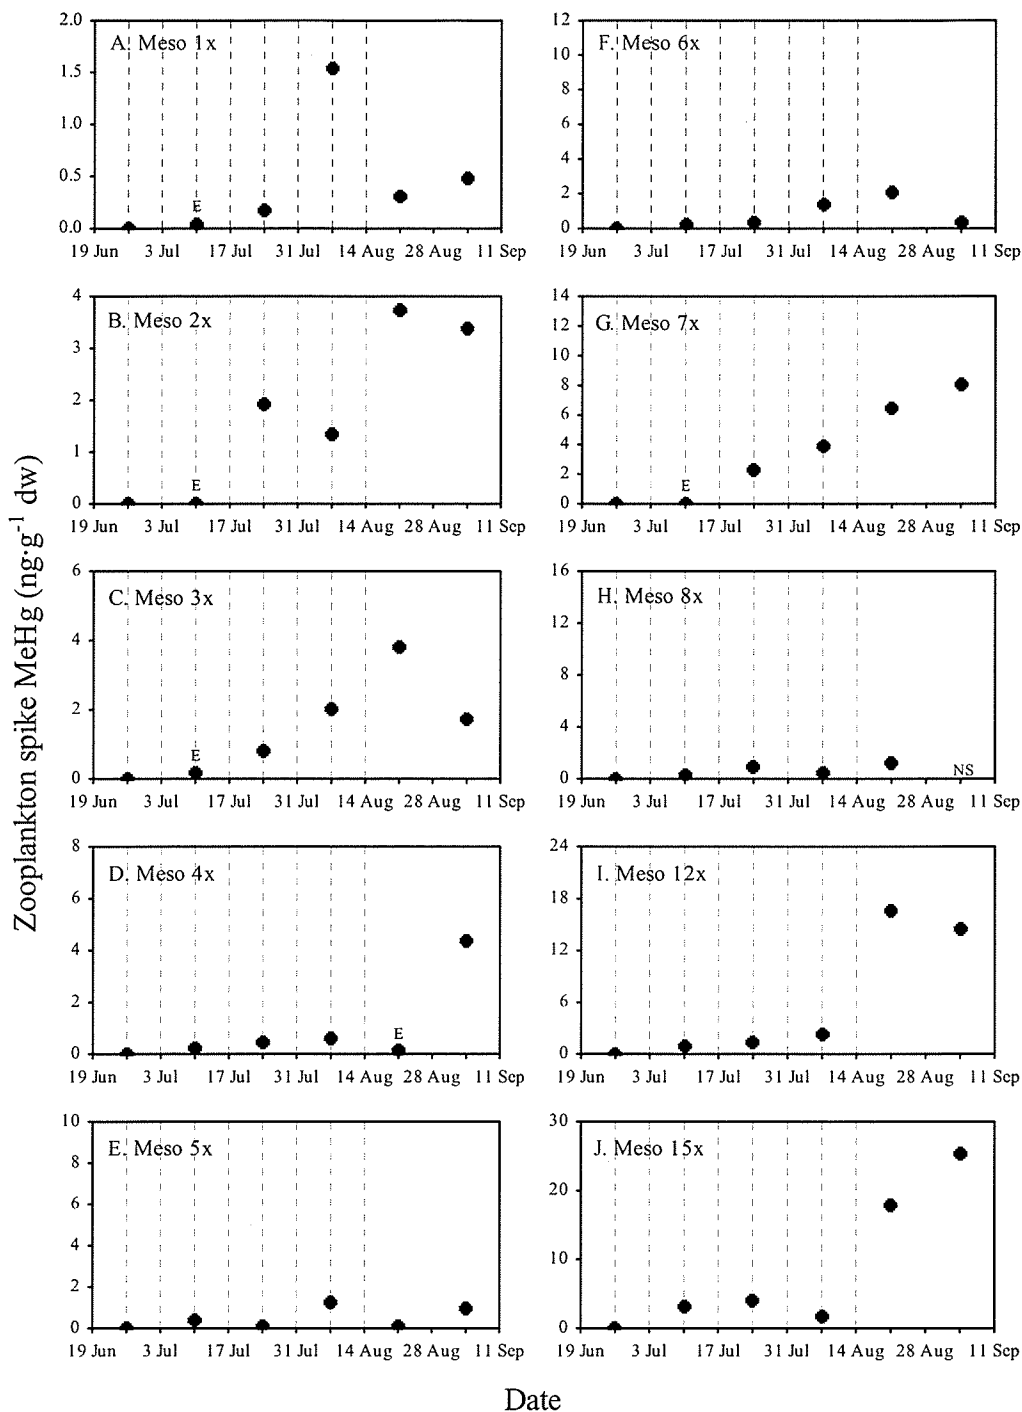 Zooplankton spike MeHg (ng·g-1 dw)
A. Meso 1x
2.0
1.5
1.0
0.5
0.0
E
19 Jun 3 Jul 17 Jul 31 Jul 14 Aug 28 Aug 11 Sep
F. Meso 6x
12
10
8
6
4
2
0
19 Jun 3 Jul 17 Jul 31 Jul 14 Aug 28 Aug 11 Sep
B. Meso 2x
4
3
2
1
0
E
19 Jun 3 Jul 17 Jul 31 Jul 14 Aug 28 Aug 11 Sep
G. Meso 7x
14
12
10
8
6
4
2
0
E
19 Jun 3 Jul 17 Jul 31 Jul 14 Aug 28 Aug 11 Sep
C. Meso 3x
6
4
2
0
E
19 Jun 3 Jul 17 Jul 31 Jul 14 Aug 28 Aug 11 Sep
H. Meso 8x
16
12
8
4
0
NS
19 Jun 3 Jul 17 Jul 31 Jul 14 Aug 28 Aug 11 Sep
D. Meso 4x
8
6
4
2
0
E
19 Jun 3 Jul 17 Jul 31 Jul 14 Aug 28 Aug 11 Sep
I. Meso 12x
24
18
12
6
0
19 Jun 3 Jul 17 Jul 31 Jul 14 Aug 28 Aug 11 Sep
E. Meso 5x
10
8
6
4
2
0
19 Jun 3 Jul 17 Jul 31 Jul 14 Aug 28 Aug 11 Sep
J. Meso 15x
30
20
10
0
19 Jun 3 Jul 17 Jul 31 Jul 14 Aug 28 Aug 11 Sep
Date